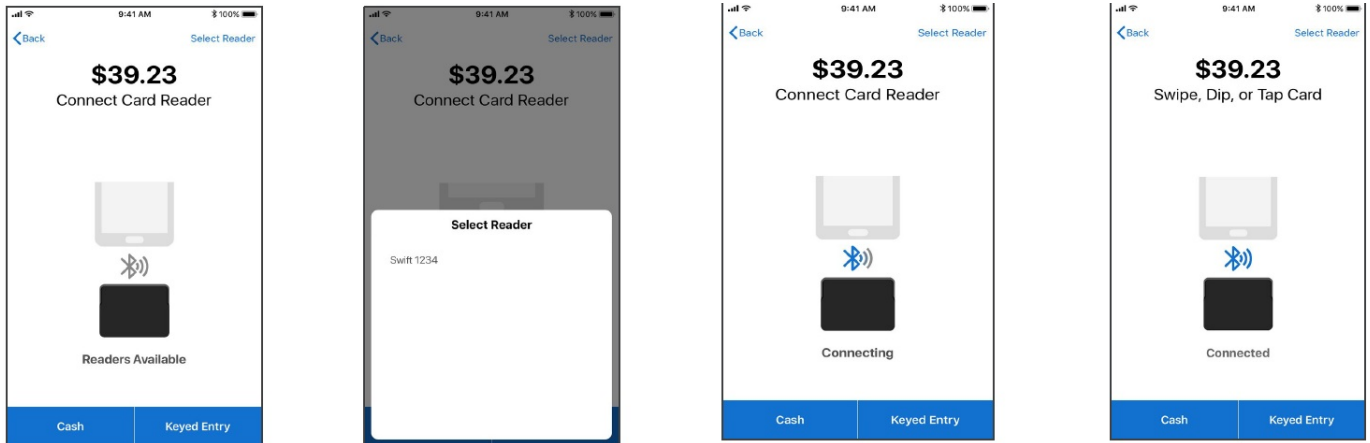 9:41 AM 100%
Back Select Reader
$39.23
Connect Card Reader
Readers Available
Cash Keyed Entry
9:41 AM 100%
Back Select Reader
$39.23
Connect Card Reader
Select Reader
Swift 1234
9:41 AM 100%
Back Select Reader
$39.23
Connect Card Reader
Connecting
Cash Keyed Entry
9:41 AM 100%
Back Select Reader
$39.23
Swipe, Dip, or Tap Card
Connected
Cash Keyed Entry